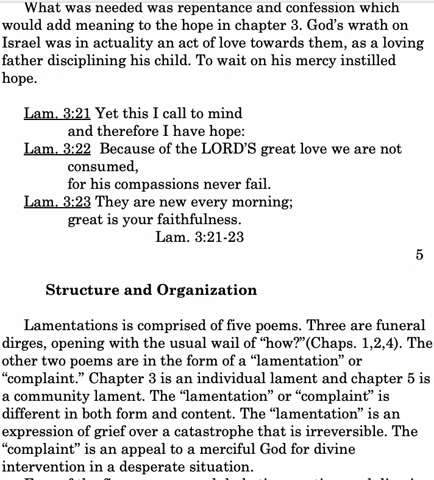 What was needed was repentance and confession which
would add meaning to the hope in chapter 3. God's wrath on
Israel was in actuality an act of love towards them, as a loving
father disciplining his child. To wait on his mercy instilled
hope.
Lam. 3:21 Yet this I call to mind
and therefore I have hope:
Lam. 3:22 Because of the LORD'S great love we are not
consumed,
for his compassions never fail.
Lam. 3:23 They are new every morning;
great is your faithfulness.
Lam. 3:21-23
5
Structure and Organization
Lamentations is comprised of five poems. Three are funeral
dirges, opening with the usual wail of “how?”(Chaps. 1,2,4). The
other two poems are in the form of a “lamentation” or
“complaint.” Chapter 3 is an individual lament and chapter 5 is
a community lament. The “lamentation” or “complaint” is
different in both form and content. The “lamentation” is an
expression of grief over a catastrophe that is irreversible. The
“complaint” is an appeal to a merciful God for divine
intervention in a desperate situation.